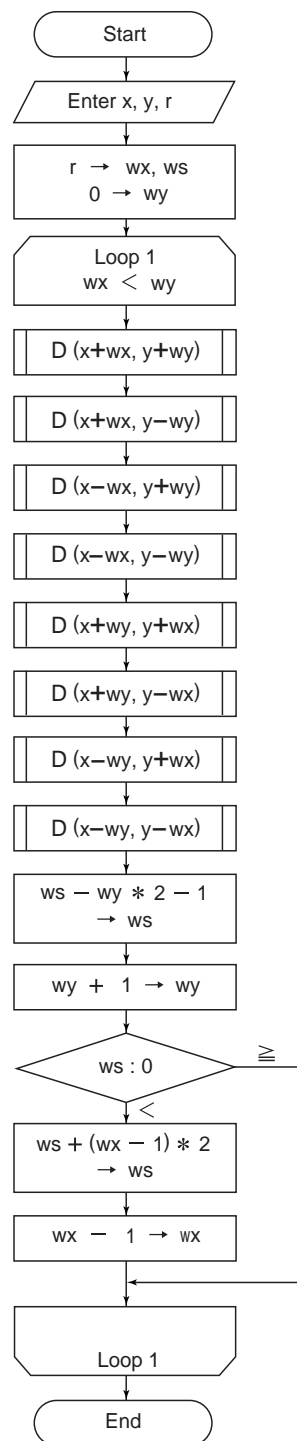 Start
Enter x, y, r
r → wx, ws
0 → wy
Loop 1
wx < wy
D (x+wx, y+wy)
D (x+wx, y−wy)
D (x−wx, y+wy)
D (x−wx, y−wy)
D (x+wy, y+wx)
D (x+wy, y−wx)
D (x−wy, y+wx)
D (x−wy, y−wx)
ws − wy * 2 − 1
→ ws
wy + 1 → wy
ws : 0
≧
<
ws + (wx − 1) * 2
→ ws
wx − 1 → wx
Loop 1
End